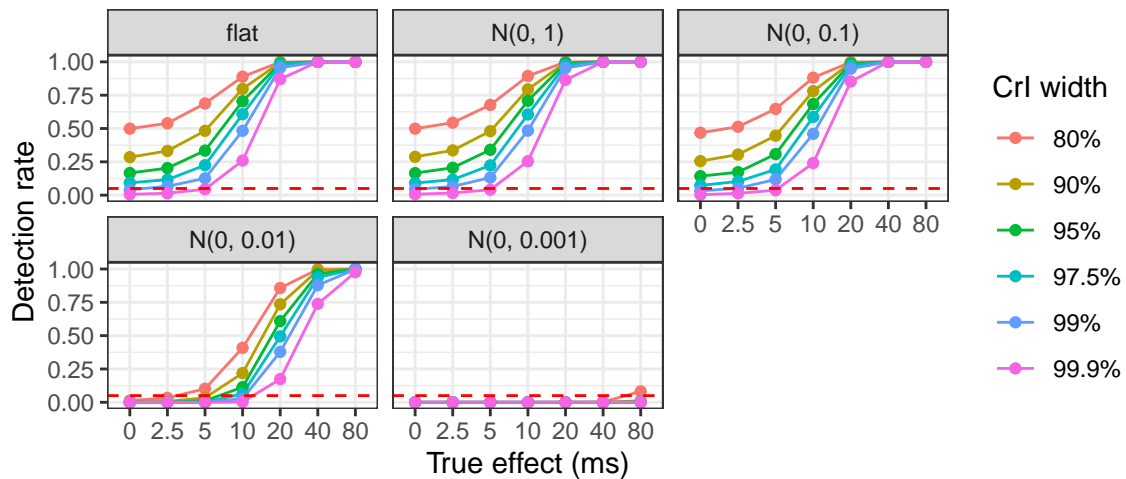 flat
N(0, 1)
N(0, 0.1)
1.00
0.75
0.50
0.25
0.00
0 2.5 5 10 20 40 80
N(0, 0.01)
N(0, 0.001)
1.00
0.75
0.50
0.25
0.00
0 2.5 5 10 20 40 80
0 2.5 5 10 20 40 80
True effect (ms)
Detection rate
CrI width
80%
90%
95%
97.5%
99%
99.9%